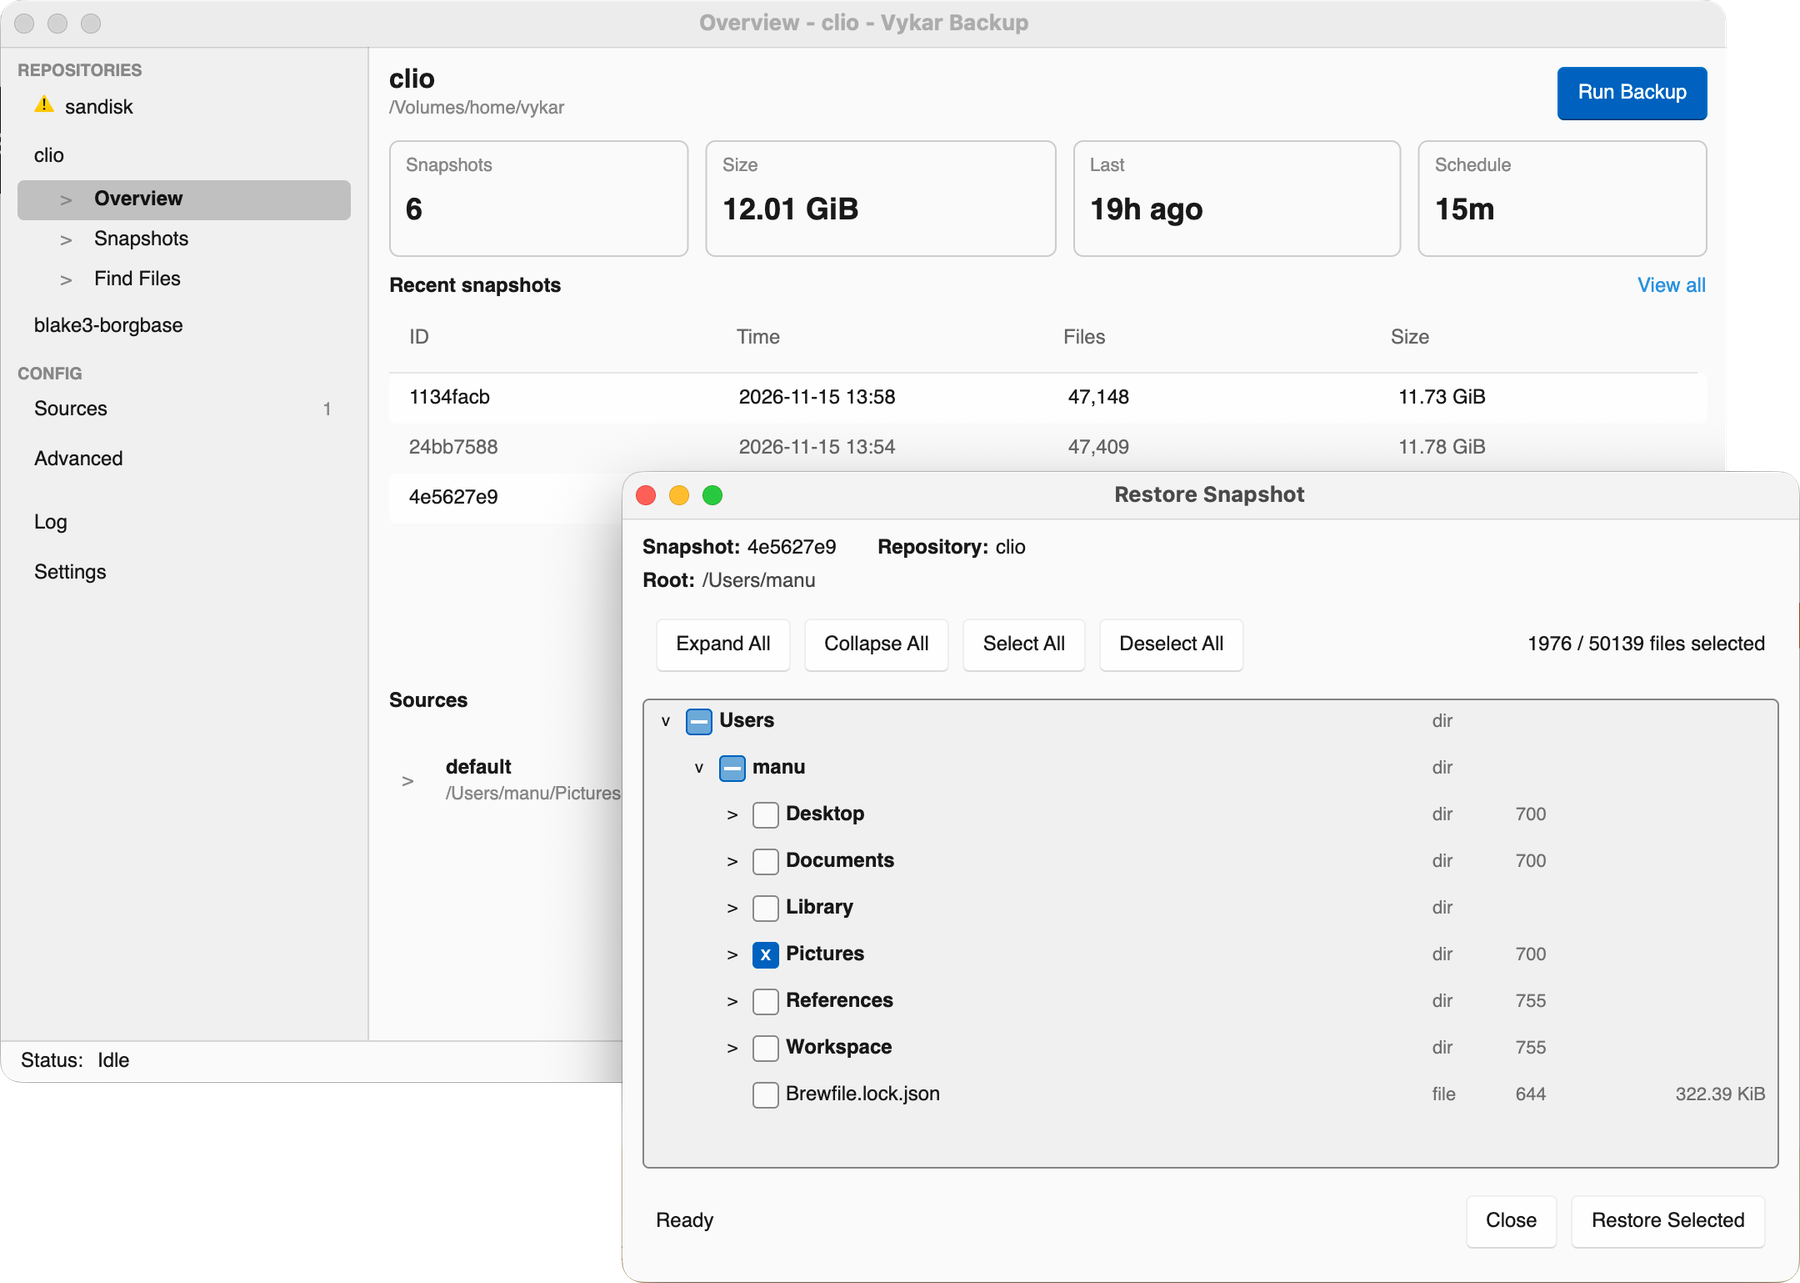 Overview - clio - Vykar Backup
REPOSITORIES
sandisk
clio
> Overview
> Snapshots
> Find Files
blake3-borgbase
CONFIG
Sources 1
Advanced
Log
Settings
clio
/Volumes/home/vykar
Run Backup
Snapshots
6
Size
12.01 GiB
Last
19h ago
Schedule
15m
Recent snapshots View all
ID Time Files Size
1134facb 2026-11-15 13:58 47,148 11.73 GiB
24bb7588 2026-11-15 13:54 47,409 11.78 GiB
4e5627e9
Sources
> default
/Users/manu/Pictures
Status: Idle
Restore Snapshot
Snapshot: 4e5627e9 Repository: clio
Root: /Users/manu
Expand All Collapse All Select All Deselect All 1976 / 50139 files selected
v Users dir
v manu dir
> Desktop dir 700
> Documents dir 700
> Library dir
> x Pictures dir 700
> References dir 755
> Workspace dir 755
Brewfile.lock.json file 644 322.39 KiB
Ready Close Restore Selected